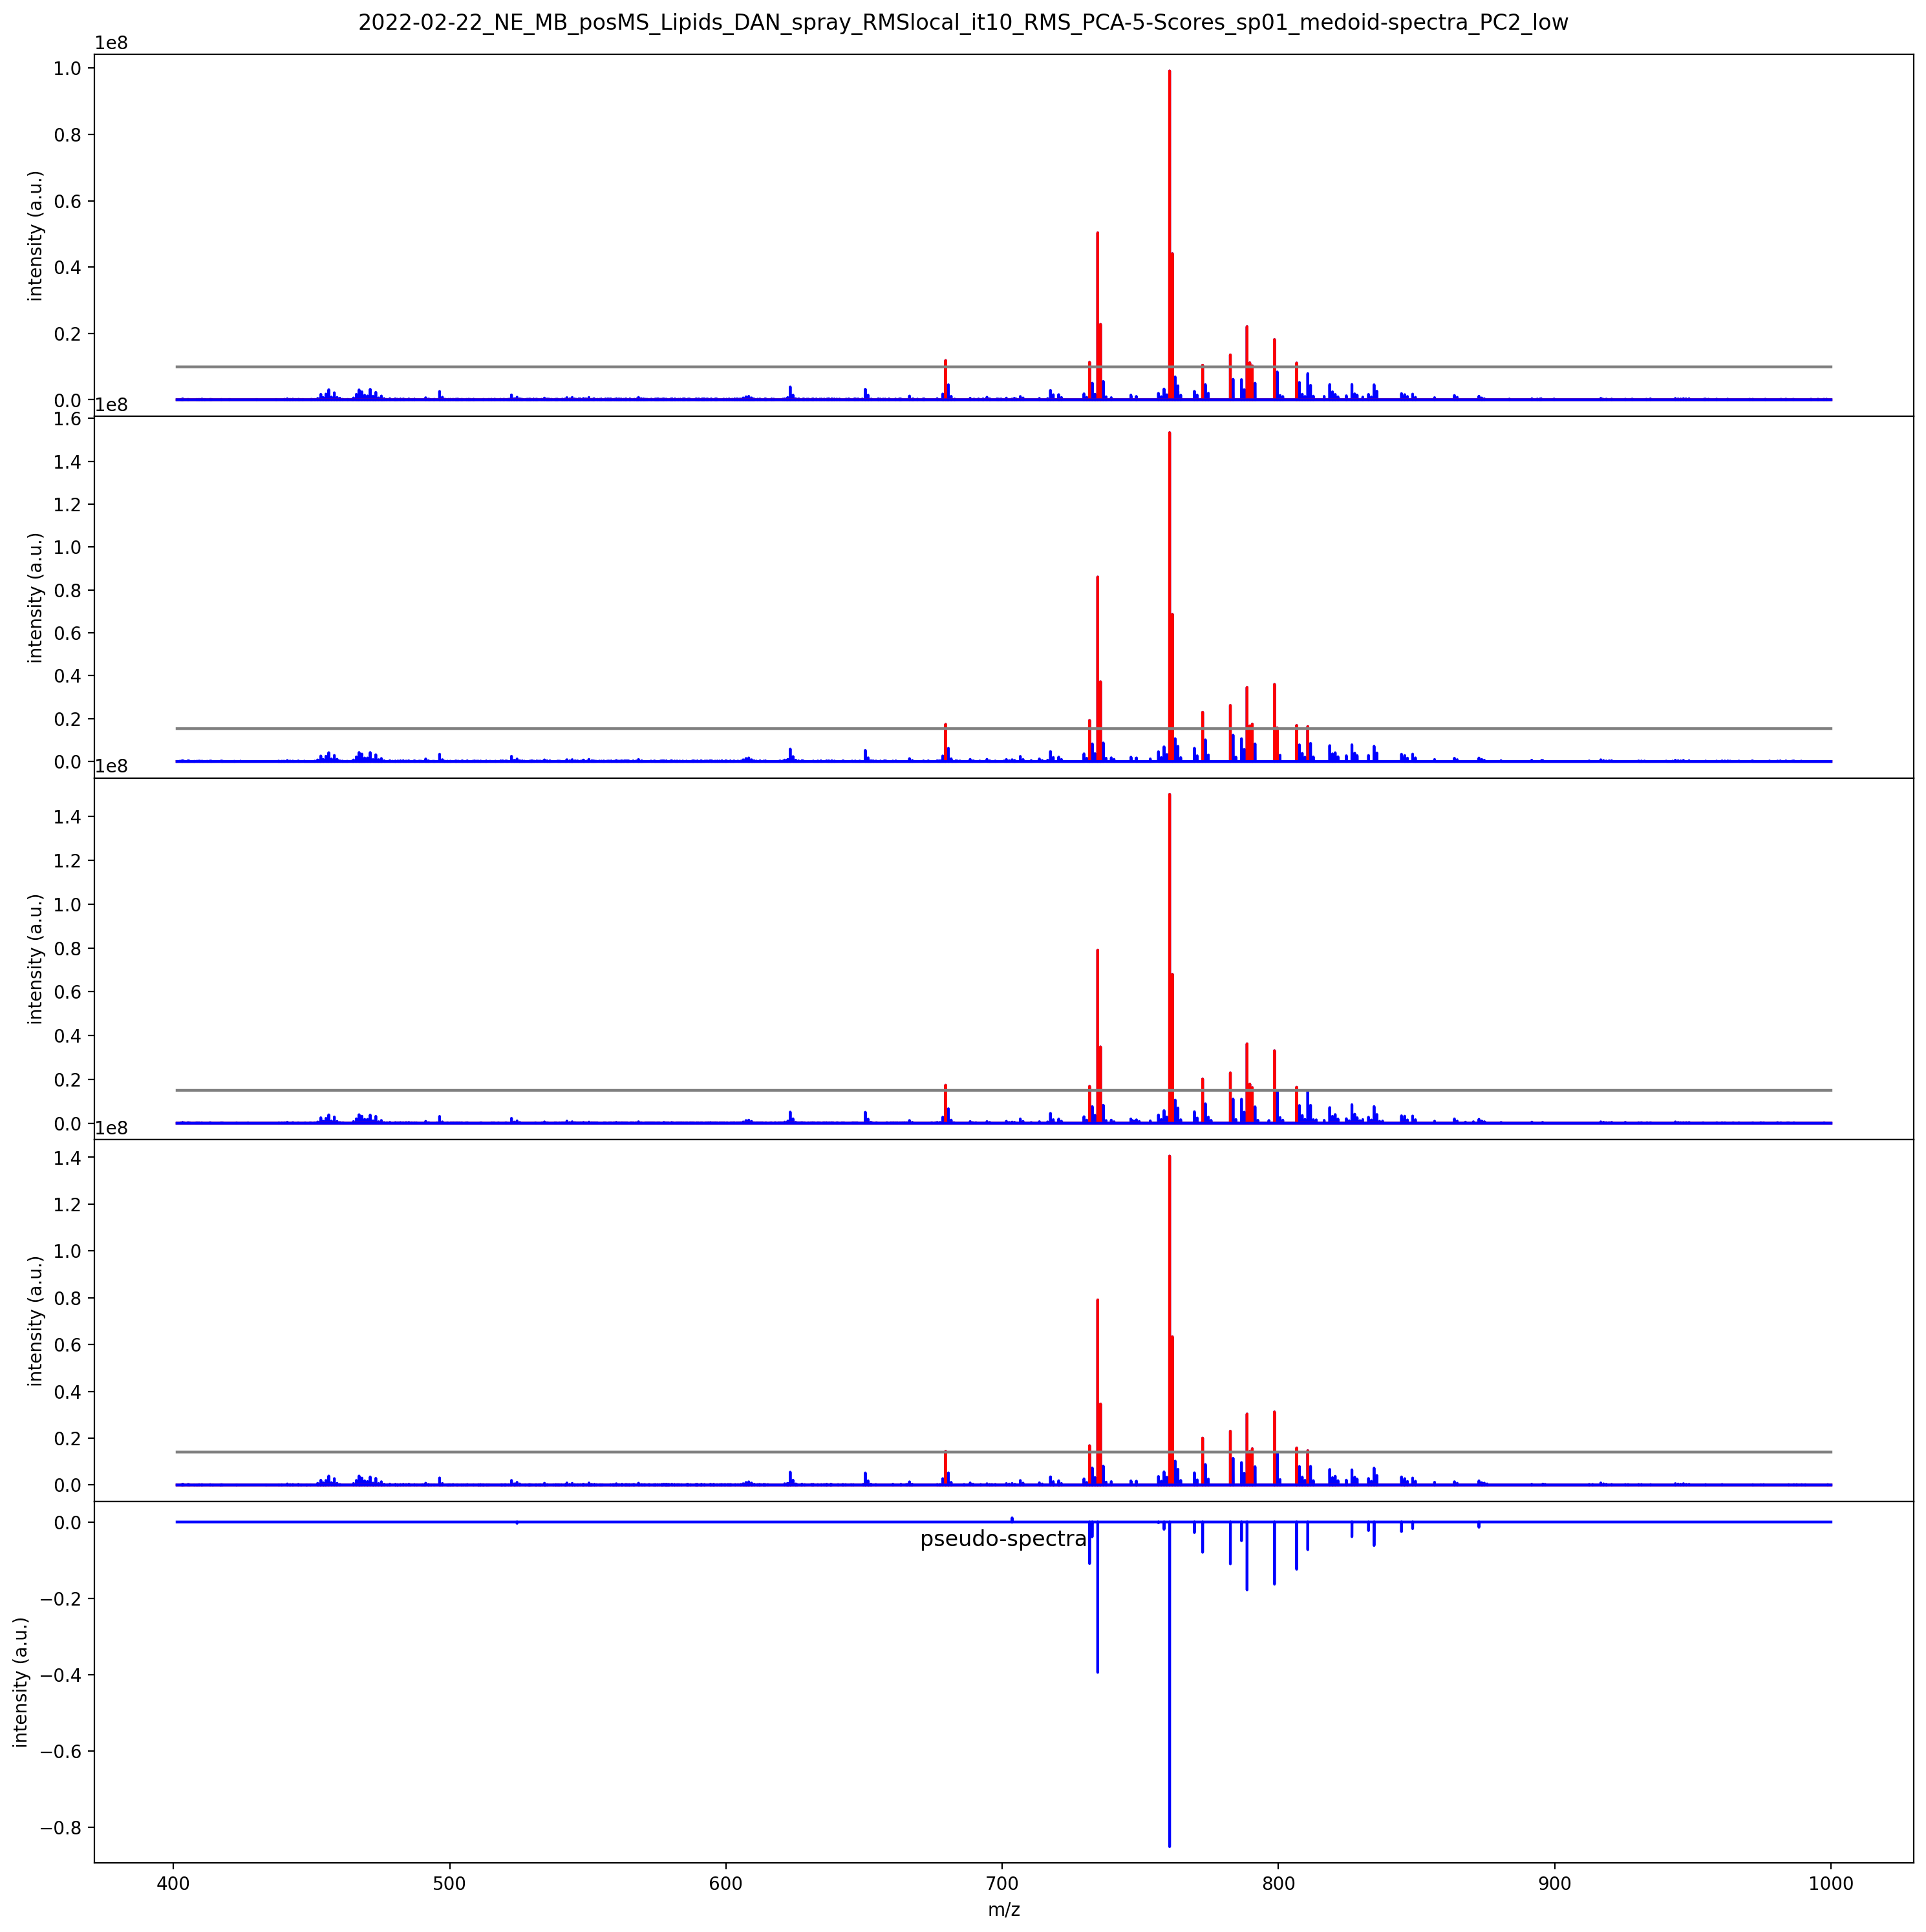 2022-02-22_NE_MB_posMS_Lipids_DAN_spray_RMSlocal_it10_RMS_PCA-5-Scores_sp01_medoid-spectra_PC2_low
1e8
1.0
0.8
0.6
0.4
0.2
0.0
intensity (a.u.)
1e8
1.6
1.4
1.2
1.0
0.8
0.6
0.4
0.2
0.0
intensity (a.u.)
1e8
1.4
1.2
1.0
0.8
0.6
0.4
0.2
0.0
intensity (a.u.)
1e8
1.4
1.2
1.0
0.8
0.6
0.4
0.2
0.0
intensity (a.u.)
0.0
−0.2
−0.4
−0.6
−0.8
intensity (a.u.)
pseudo-spectra
400 500 600 700 800 900 1000
m/z